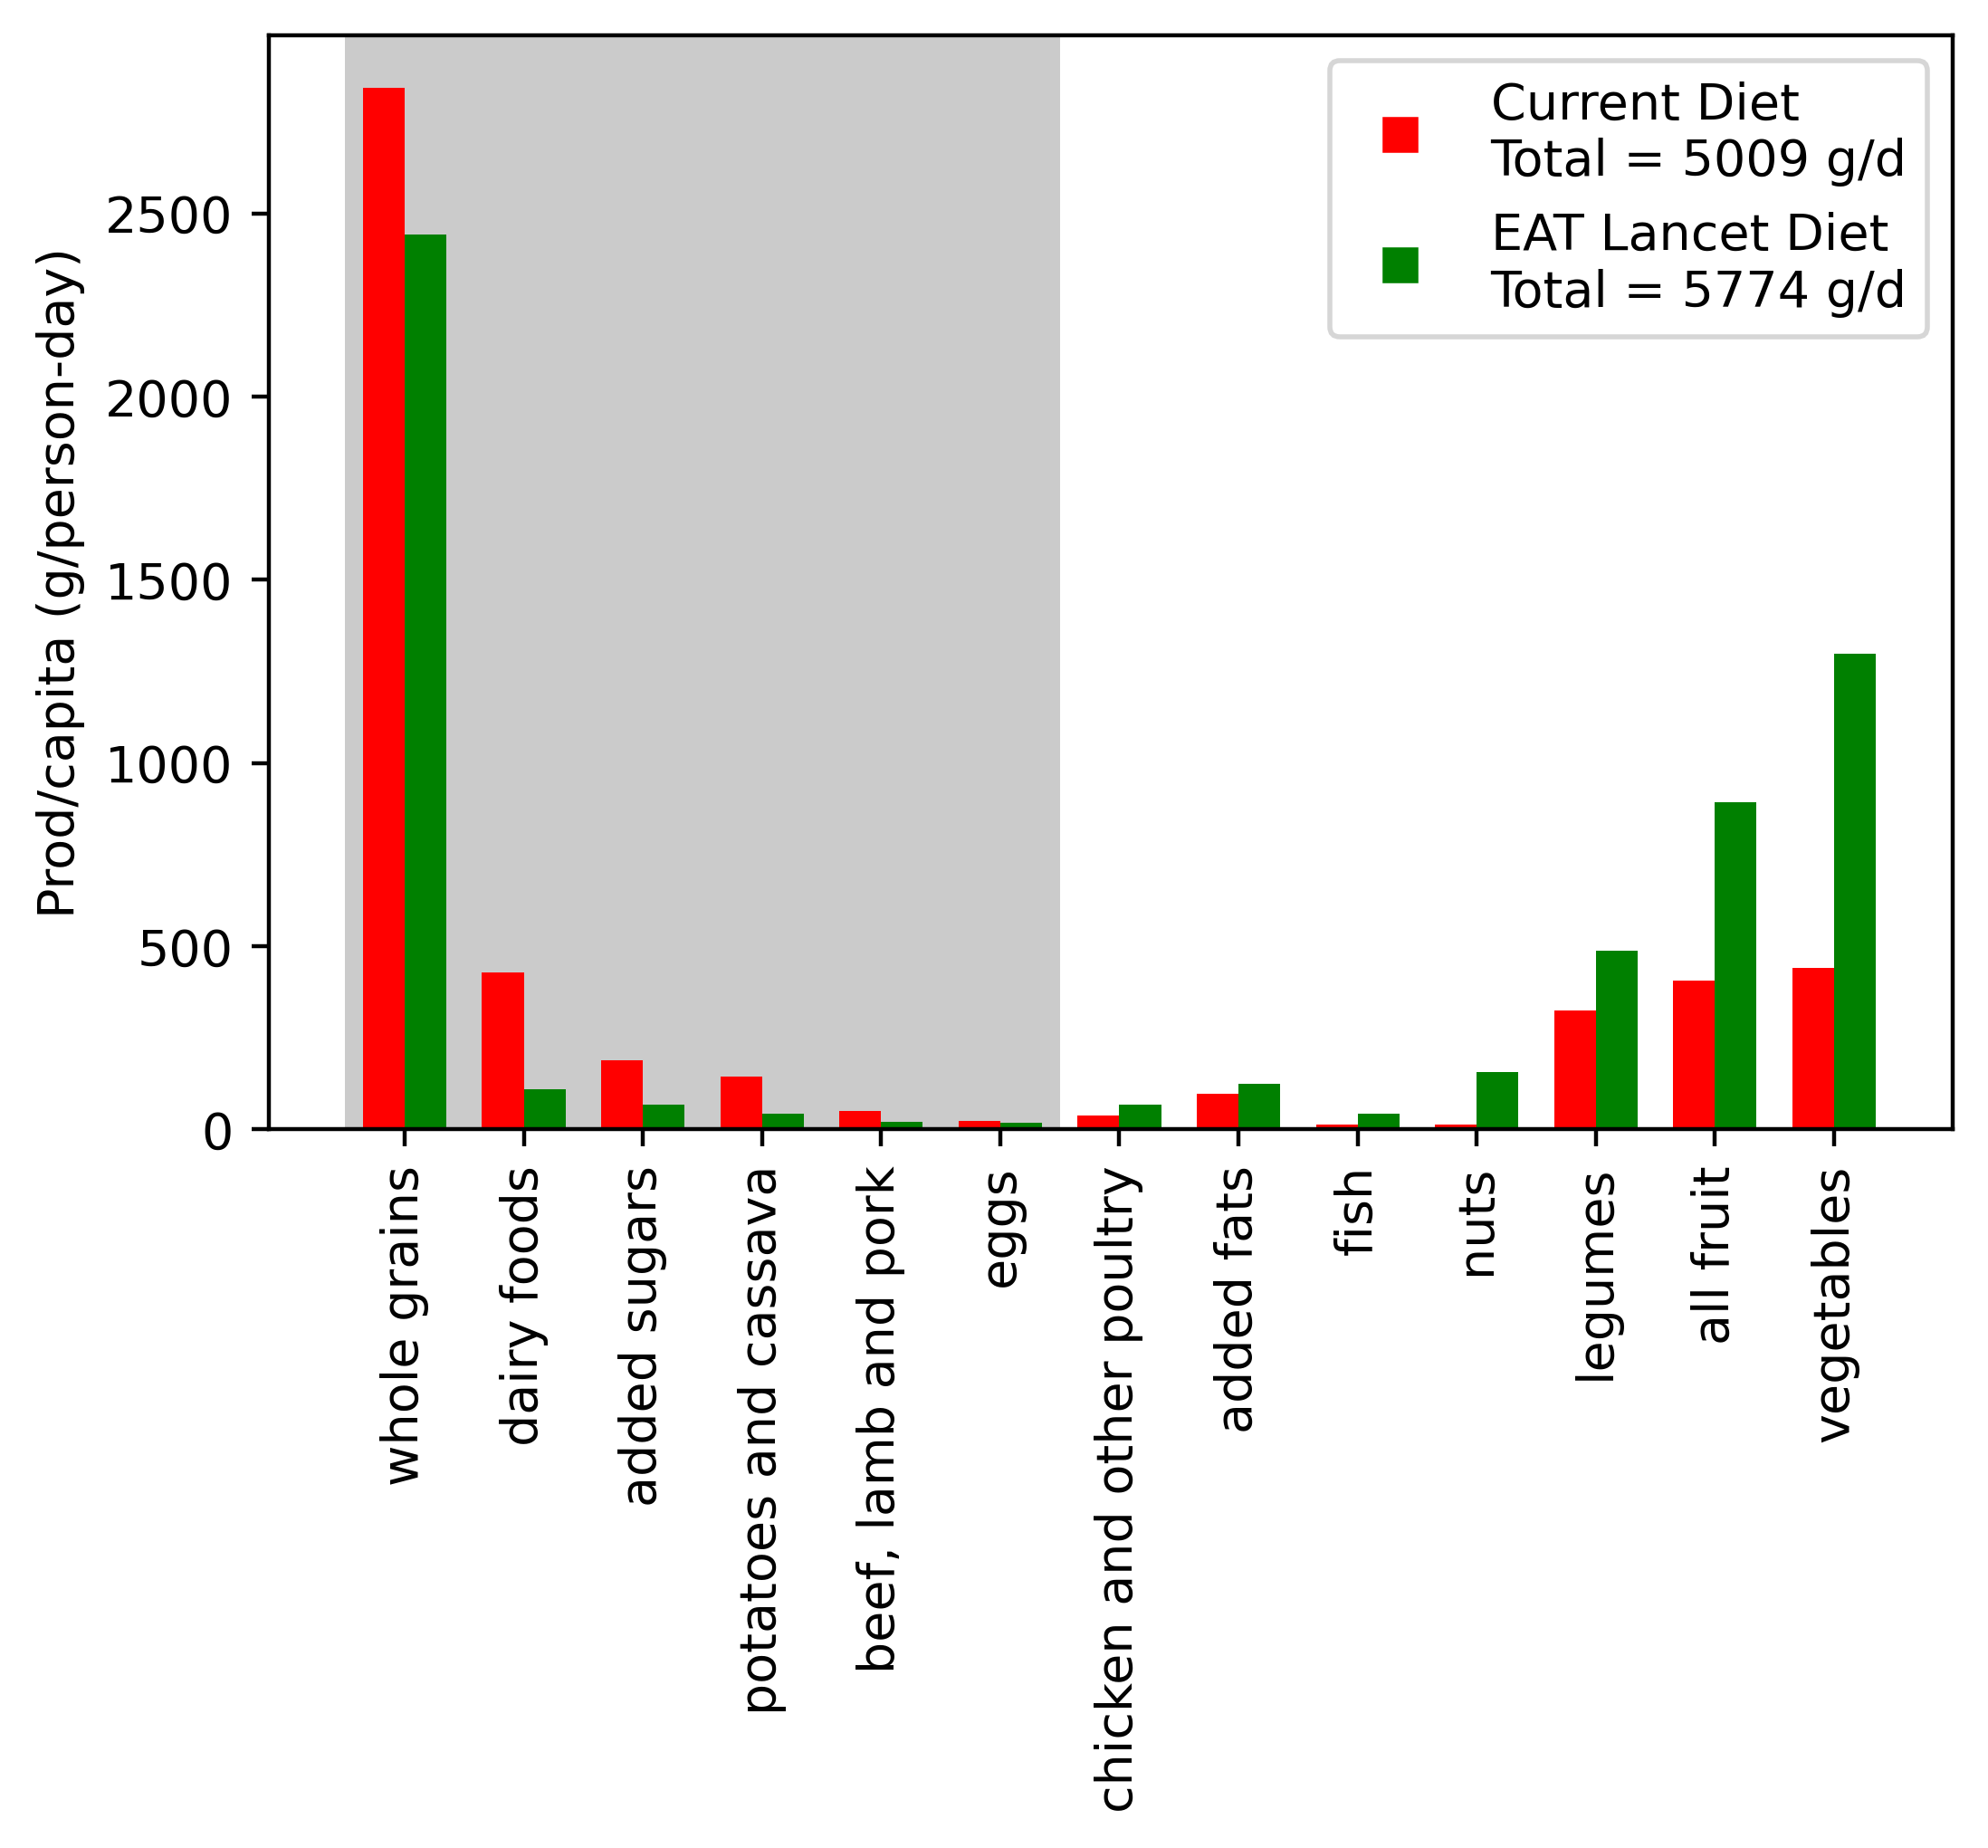 Current Diet
Total = 5009 g/d
EAT Lancet Diet
Total = 5774 g/d
Prod/capita (g/person-day)
2500
2000
1500
1000
500
0
whole grains
dairy foods
added sugars
potatoes and cassava
beef, lamb and pork
eggs
chicken and other poultry
added fats
fish
nuts
legumes
all fruit
vegetables